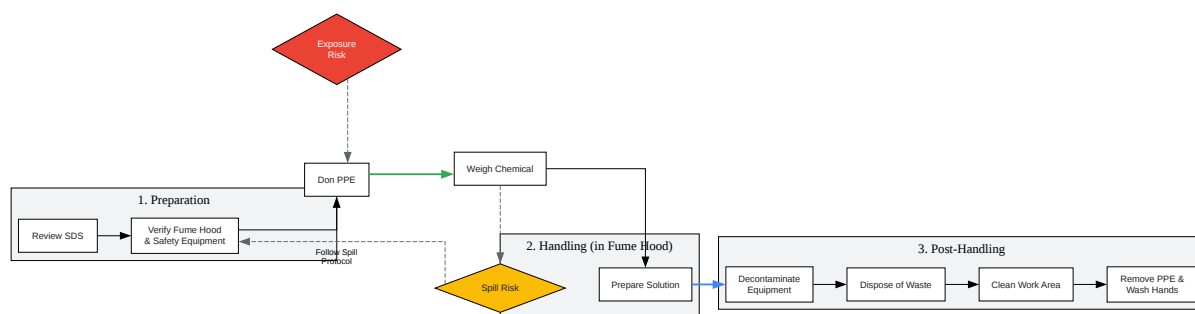 Exposure
Risk
Don PPE
Weigh Chemical
1. Preparation
Review SDS
Verify Fume Hood
& Safety Equipment
Follow Spill
Protocol
2. Handling (in Fume Hood)
Spill Risk
Prepare Solution
3. Post-Handling
Decontaminate
Equipment
Dispose of Waste
Clean Work Area
Remove PPE &
Wash Hands